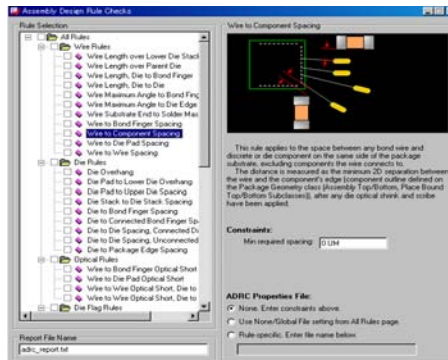 Assembly Design Rule Checks
Rule Selection
All Rules
Wire Rules
Wire Length over Lower Die Stack
Wire Length over Parent Die
Wire Length, Die to Bond Finger
Wire Length, Die to Die
Wire Maximum Angle to Bond Fing
Wire Maximum Angle to Die Edge
Wire Substrate End to Solder Mas
Wire to Bond Finger Spacing
Wire to Component Spacing
Wire to Die Pad Spacing
Wire to Wire Spacing
Die Rules
Die Overhang
Die Pad to Lower Die Overhang
Die Pad to Upper Die Spacing
Die Stack to Die Stack Spacing
Die to Bond Finger Spacing
Die to Connected Bond Finger Sp
Die to Die Spacing, Connected Di
Die to Die Spacing, Unconnected
Die to Package Edge Spacing
Optical Rules
Wire to Bond Finger Optical Short
Wire to Die Pad Optical Short
Wire to Wire Optical Short, Die to
Wire to Wire Optical Short, Die to
Die Flag Rules
Report File Name
adrc_report.txt
Wire to Component Spacing
This rule applies to the space between any bond wire and
discrete or die component on the same side of the package
substrate, excluding components the wire connects to.
The distance is measured as the minimum 2D separation between
the wire and the component's edge (component outline defined on
the Package Geometry class (Assembly Top/Bottom, Place Bound
Top/Bottom Subclasses)), after any die optical shrink, and scribe
have been applied.
Constraints:
Min required spacing: 0 UM
ADRC Properties File:
None. Enter constraints above.
Use None/Global File setting from All Rules page.
Rule-specific. Enter file name below.